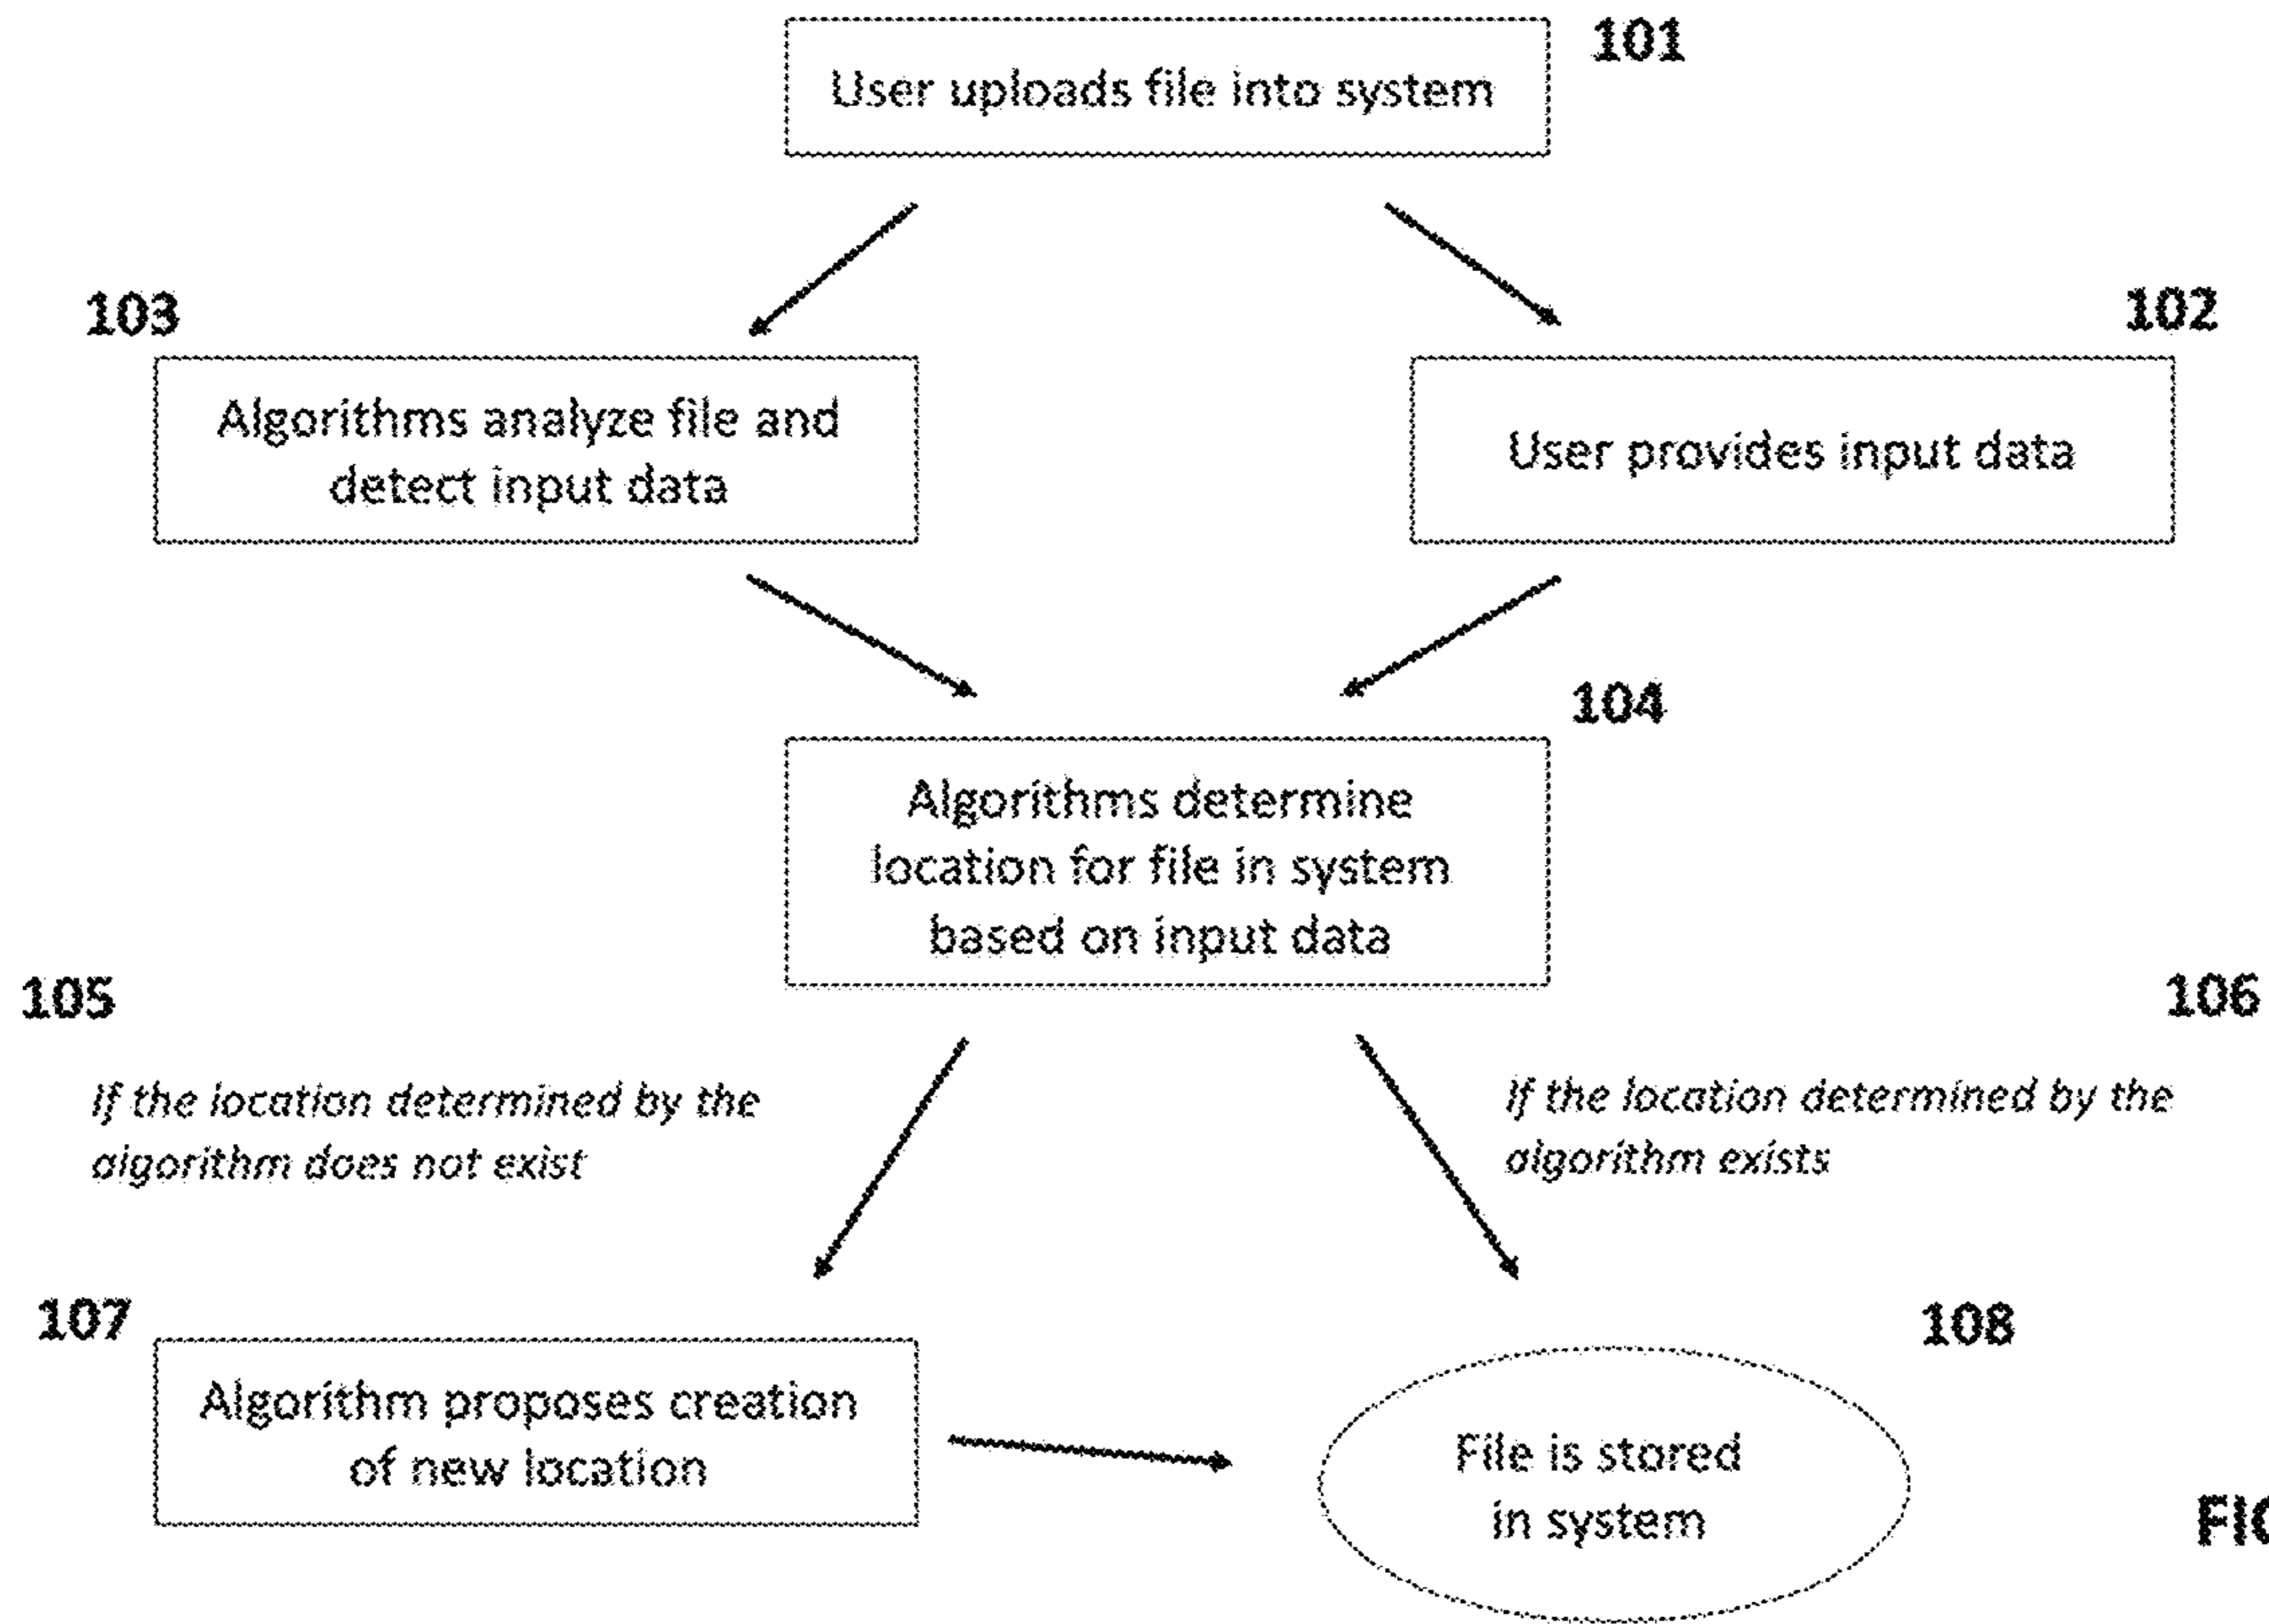 101
User uploads file into system
103
102
Algorithms analyze file and
detect input data
User provides input data
104
Algorithms determine
location for file in system
based on input data
105
106
If the location determined by the
algorithm does not exist
If the location determined by the
algorithm exists
107
108
Algorithm proposes creation
of new location
File is stored
in system